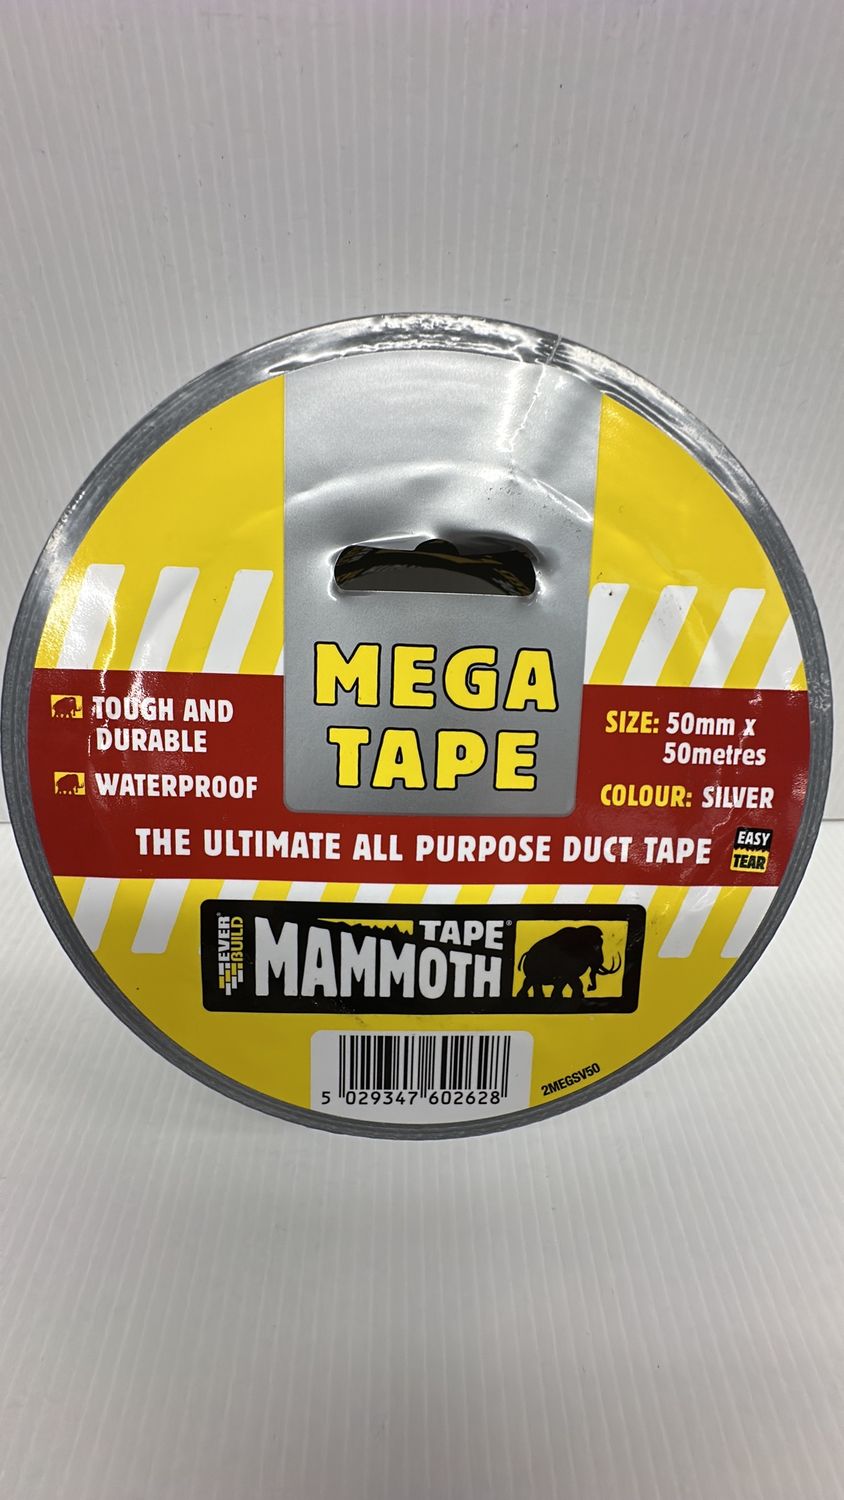 MEGA
TAPE
TOUGH AND
DURABLE
WATERPROOF
SIZE: 50mm x
50metres
COLOUR: SILVER
THE ULTIMATE ALL PURPOSE DUCT TAPE
EASY
TEAR
EVER
BUILD®
MAMMOTH
TAPE®
5 029347 602628
2MEGSV50